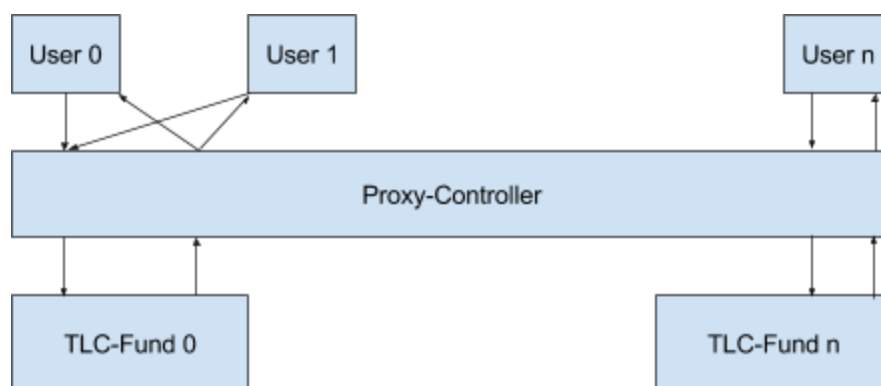 User 0
User 1
User n
Proxy-Controller
TLC-Fund 0
TLC-Fund n